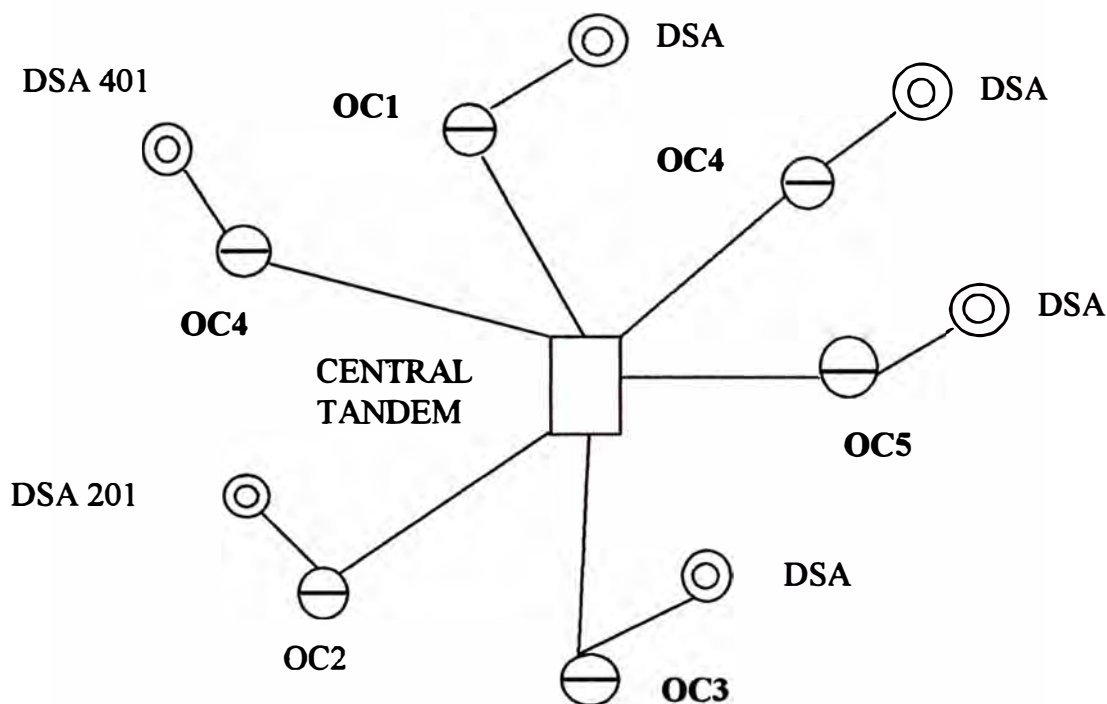 DSA
DSA 401
DSA
OC1
OC4
DSA
OC4
CENTRAL
TANDEM
OC5
DSA 201
DSA
OC2
OC3